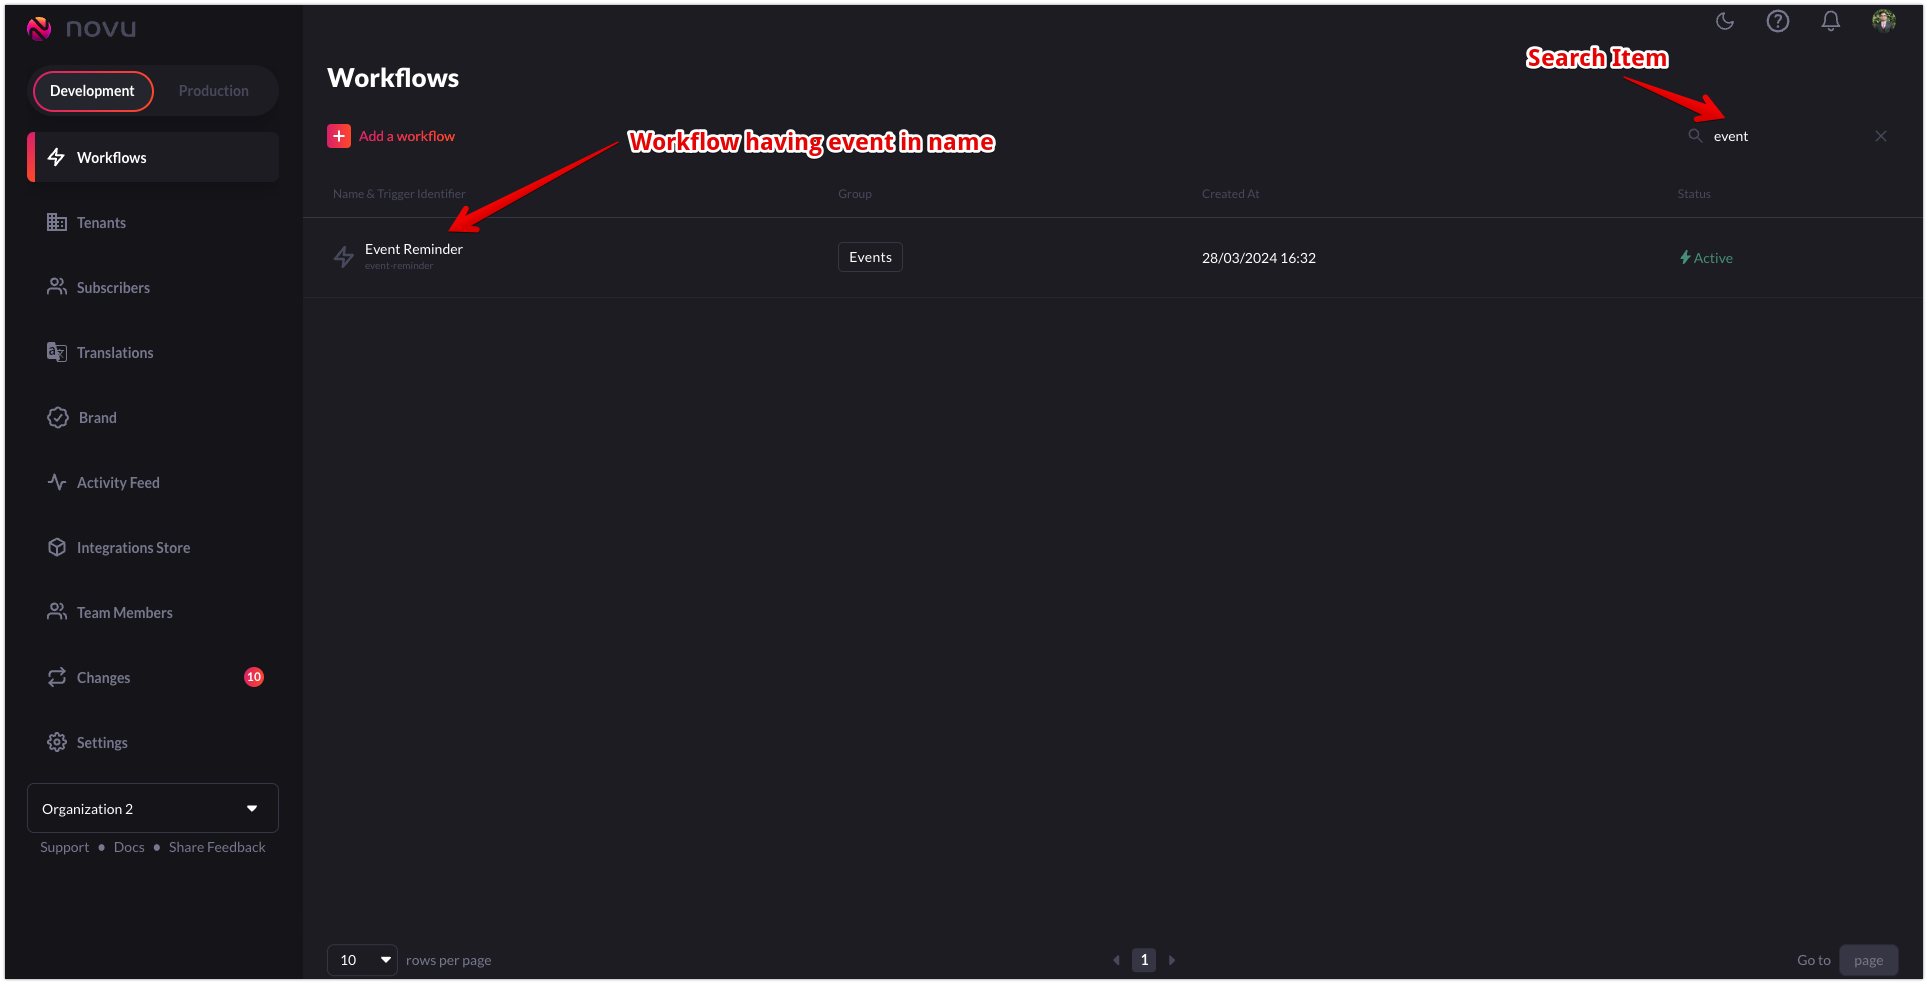 novu
Development Production
Workflows
Tenants
Subscribers
Translations
Brand
Activity Feed
Integrations Store
Team Members
Changes 10
Settings
Organization 2
Support • Docs • Share Feedback
Workflows
Search Item
Add a workflow
Workflow having event in name
event
Name & Trigger Identifier Group Created At Status
Event Reminder
event-reminder
Events
28/03/2024 16:32
Active
10 rows per page
1
Go to page